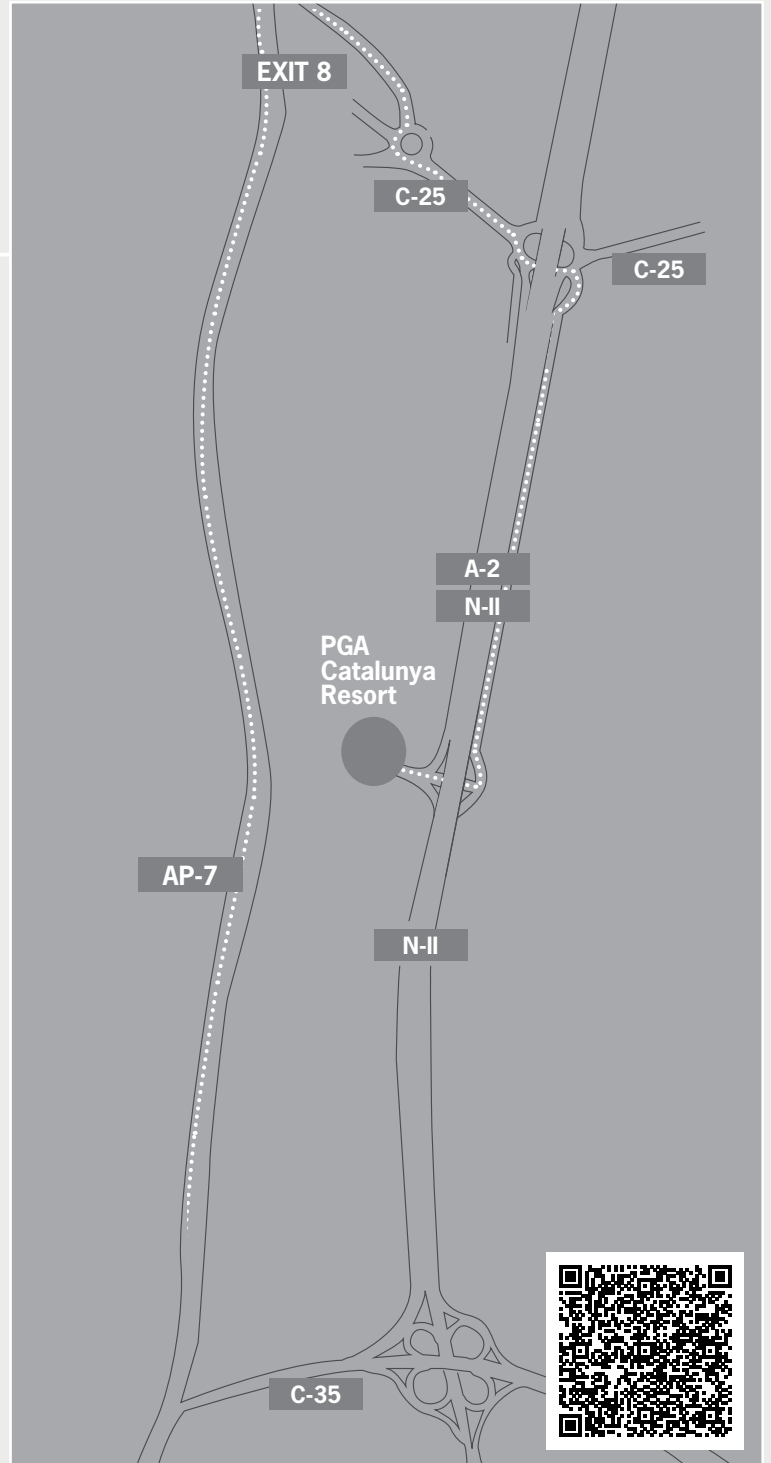 EXIT 8
C-25
C-25
A-2
N-II
PGA
Catalunya
Resort
AP-7
N-II
C-35